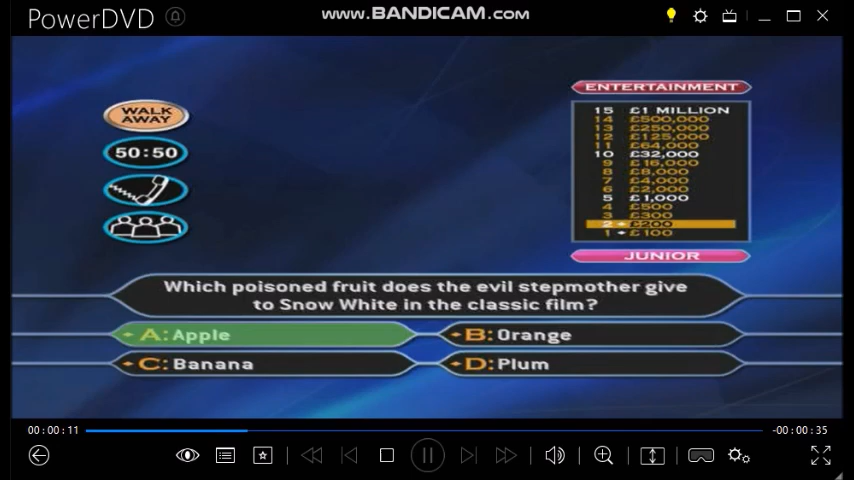 PowerDVD
www.BANDICAM.com
WALK AWAY
50:50
ENTERTAINMENT
15 £1 MILLION
14 £500,000
13 £250,000
12 £125,000
11 £64,000
10 £32,000
9 £16,000
8 £8,000
7 £4,000
6 £2,000
5 £1,000
4 £500
3 £300
2 £200
1 £100
JUNIOR
Which poisoned fruit does the evil stepmother give
to Snow White in the classic film?
A: Apple
B: Orange
C: Banana
D: Plum
00:00:11
-00:00:35